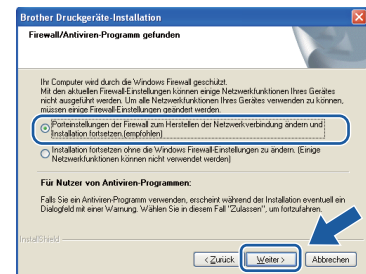 Brother Druckgeräte-Installation
Firewall/Antiviren-Programm gefunden
Ihr Computer wird durch die Windows Firewall geschützt.
Mit den aktuellen Firewall-Einstellungen können einige Netzwerkfunktionen Ihres Gerätes
nicht ausgeführt werden. Um alle Netzwerkfunktionen Ihres Gerätes verwenden zu können,
müssen einige Firewall-Einstellungen geändert werden.
Porteinstellungen der Firewall zum Herstellen der Netzwerkverbindung ändern und
Installation fortsetzen.(empfohlen)
Installation fortsetzen ohne die Windows Firewall-Einstellungen zu ändern. (Einige
Netzwerkfunktionen können nicht verwendet werden)
Für Nutzer von Antiviren-Programmen:
Falls Sie ein Antiviren-Programm verwenden, erscheint während der Installation eventuell ein
Dialogfeld mit einer Warnung. Wählen Sie in diesem Fall "Zulassen", um fortzufahren.
InstallShield
< Zurück Weiter > Abbrechen